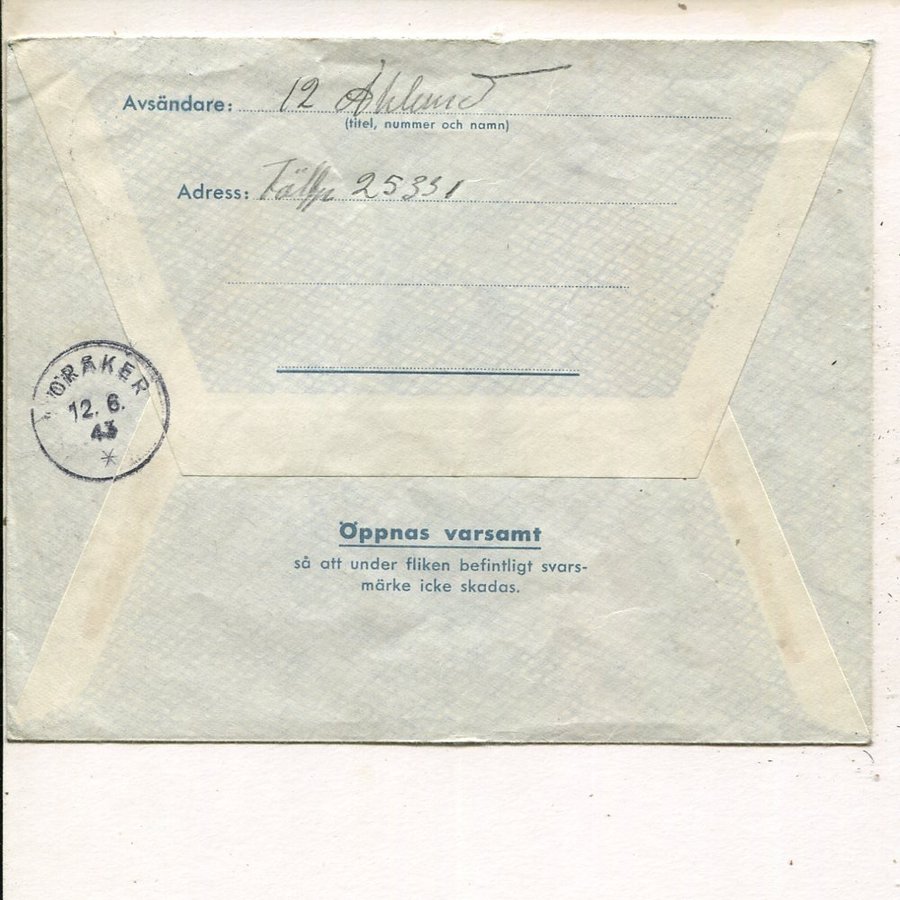 Avsändare: 12 Åhlund
(titel, nummer och namn)
Adress: Fältp 25331
ÖRÅKER
12. 6.
43
Öppnas varsamt
så att under fliken befintligt svars-
märke icke skadas.